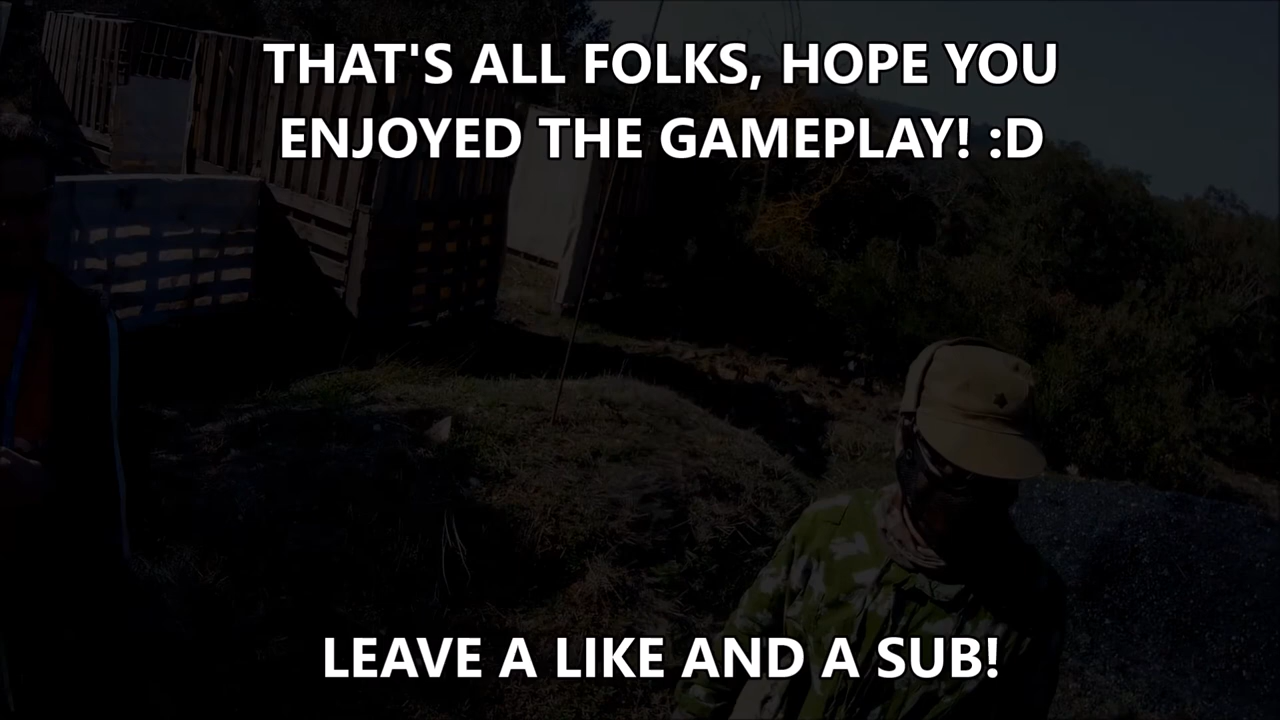 THAT'S ALL FOLKS, HOPE YOU
ENJOYED THE GAMEPLAY! :D
LEAVE A LIKE AND A SUB!